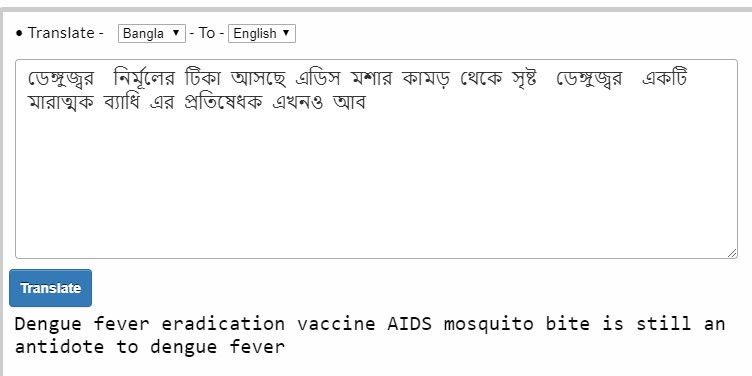 • Translate - Bangla - To - English
ডেঙ্গুজ্বর নির্মূলের টিকা আসছে এডিস মশার কামড় থেকে সৃষ্ট ডেঙ্গুজ্বর একটি
মারাত্মক ব্যাধি এর প্রতিষেধক এখনও আব
Translate
Dengue fever eradication vaccine AIDS mosquito bite is still an
antidote to dengue fever